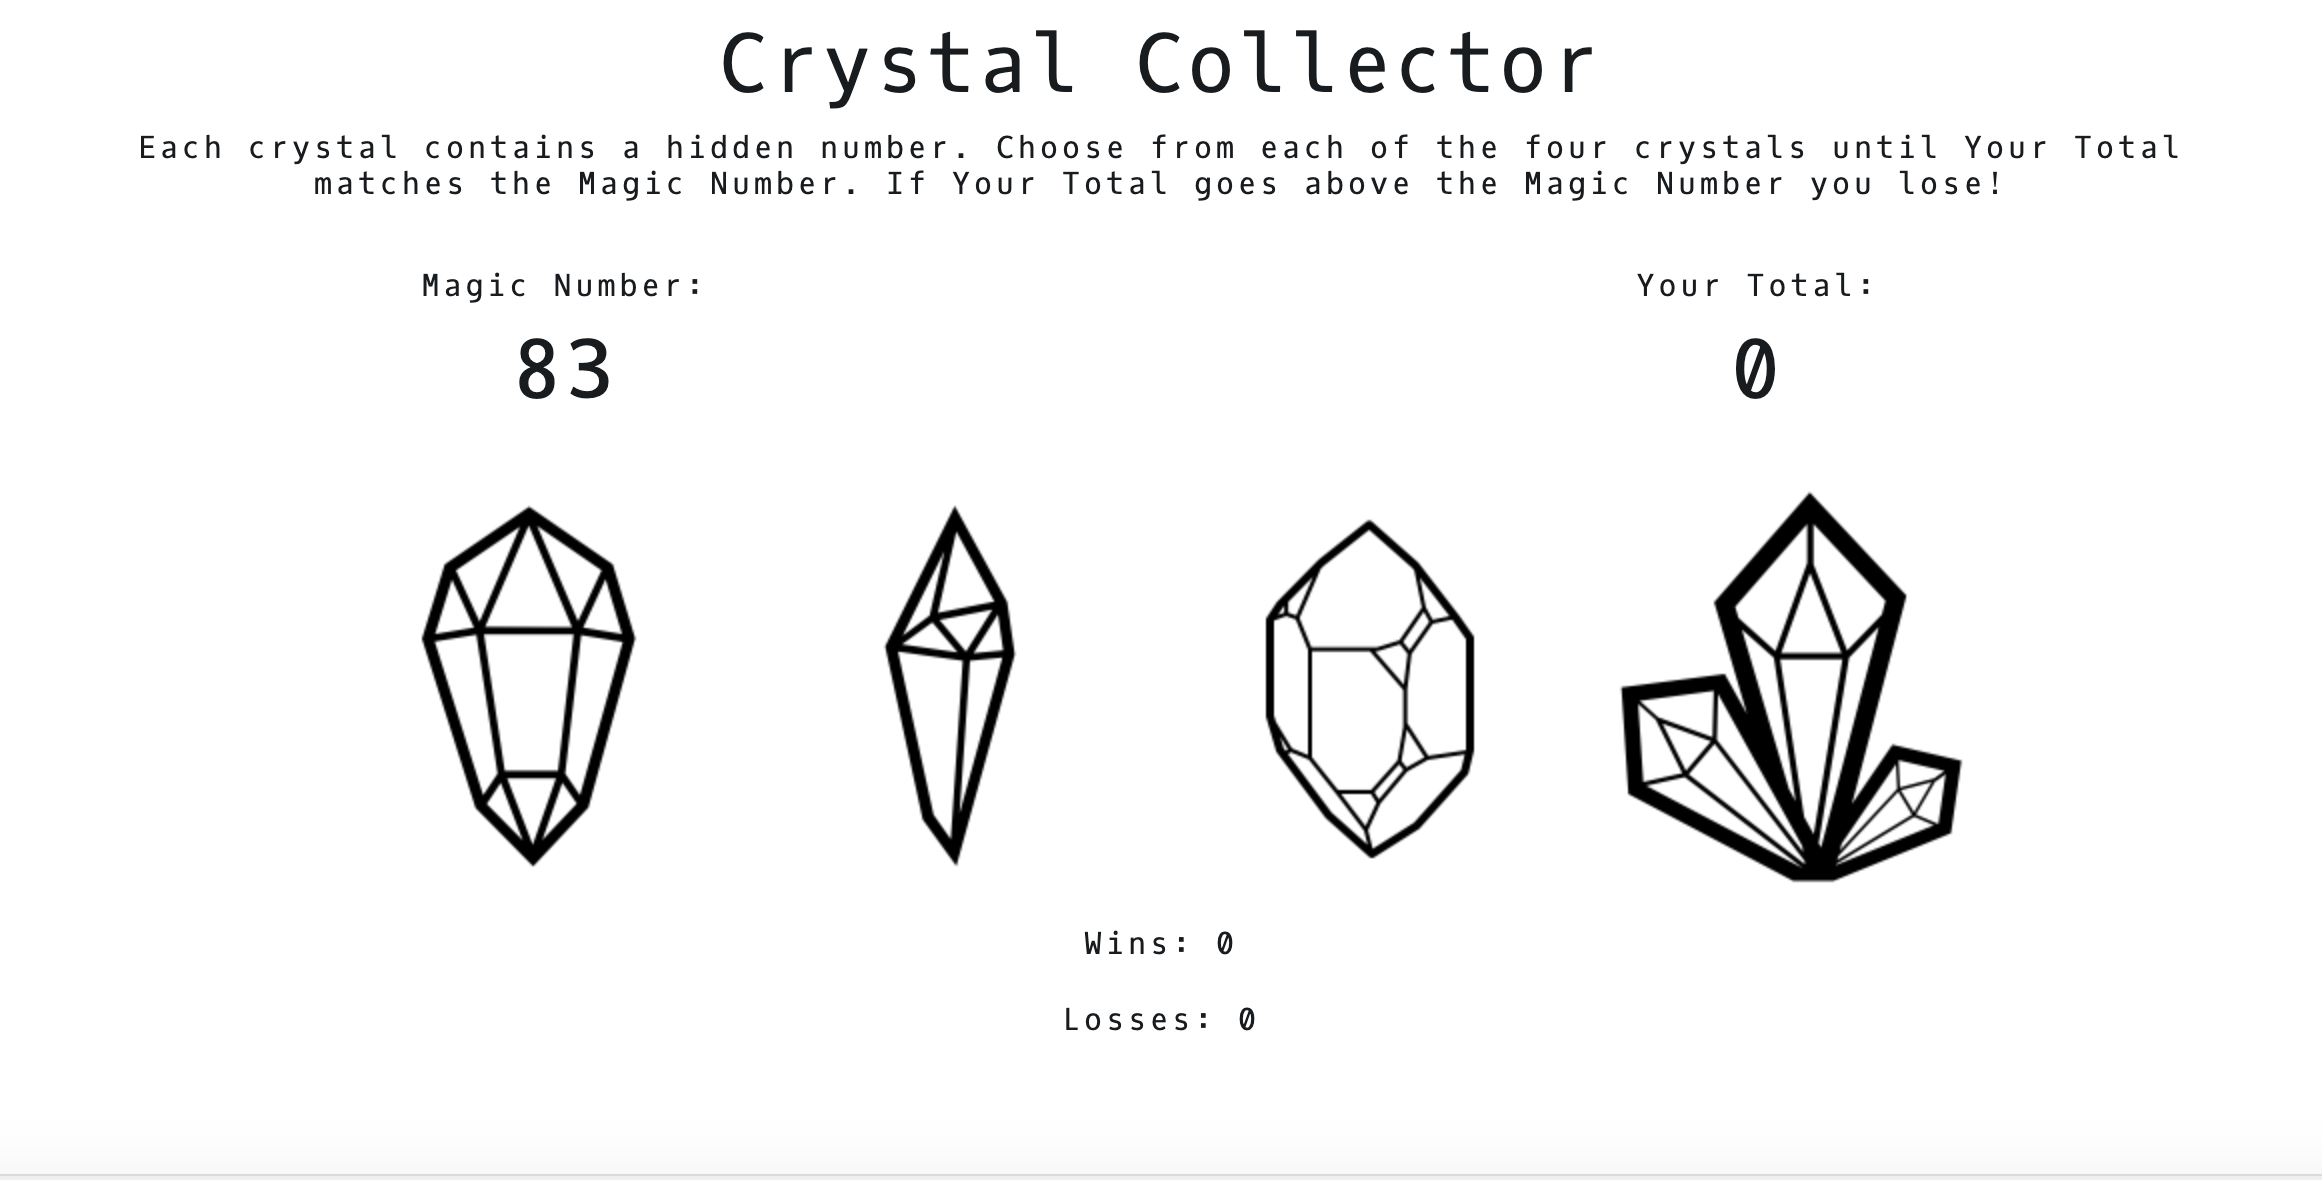 Crystal Collector
Each crystal contains a hidden number. Choose from each of the four crystals until Your Total
matches the Magic Number. If Your Total goes above the Magic Number you lose!
Magic Number:
Your Total:
83
0
Wins: 0
Losses: 0